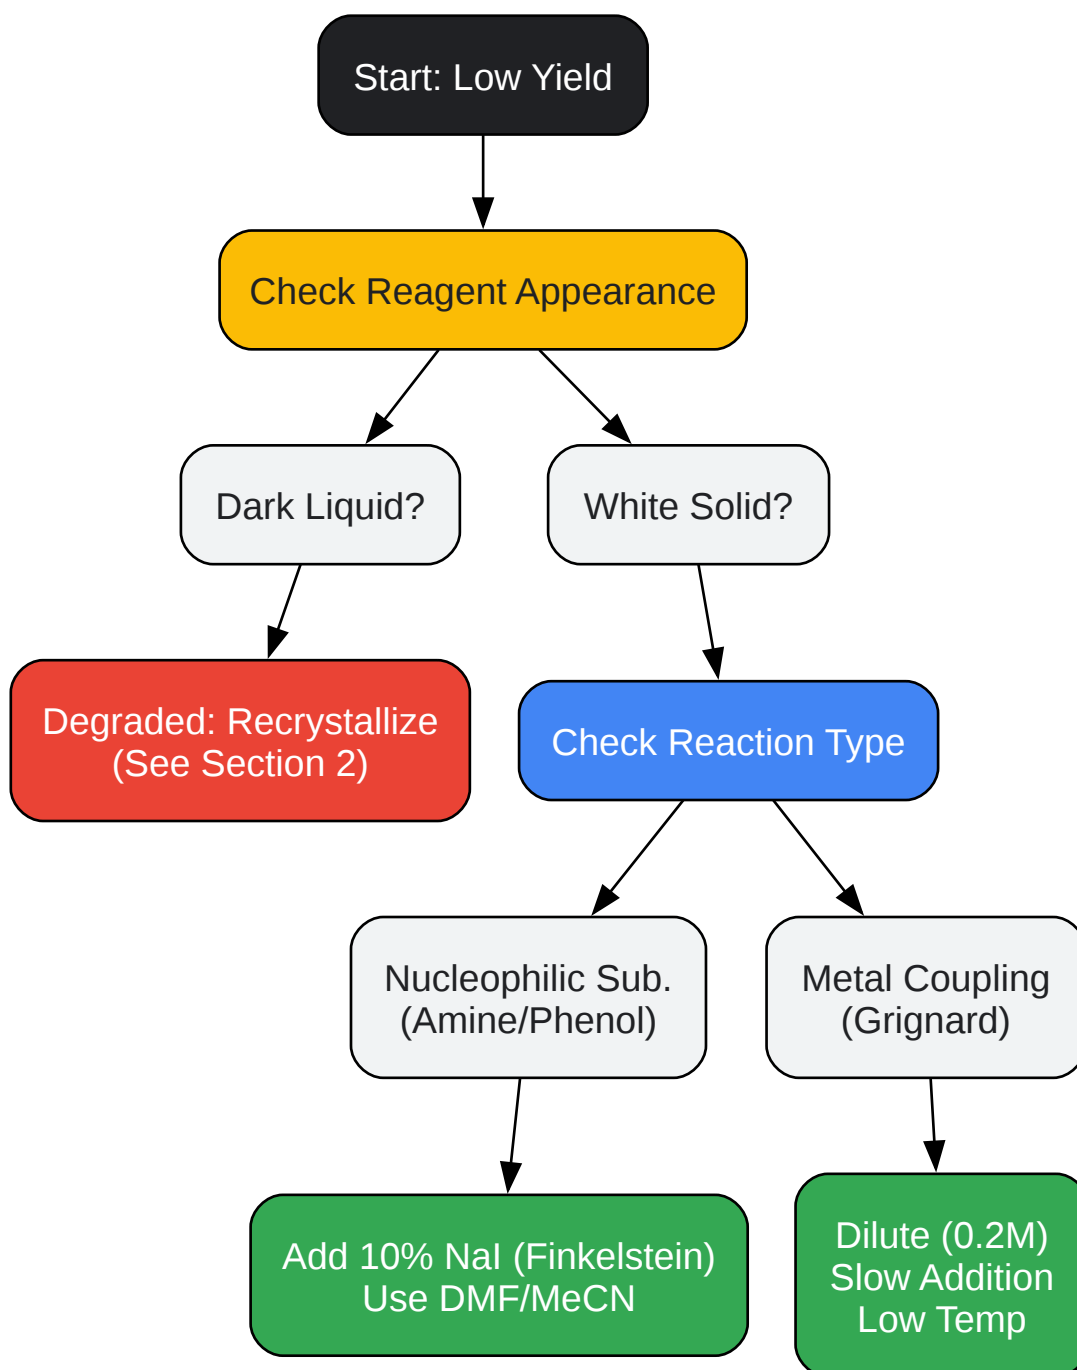 Start: Low Yield
Check Reagent Appearance
Dark Liquid?
White Solid?
Degraded: Recrystallize
(See Section 2)
Check Reaction Type
Nucleophilic Sub.
(Amine/Phenol)
Metal Coupling
(Grignard)
Add 10% NaI (Finkelstein)
Use DMF/MeCN
Dilute (0.2M)
Slow Addition
Low Temp